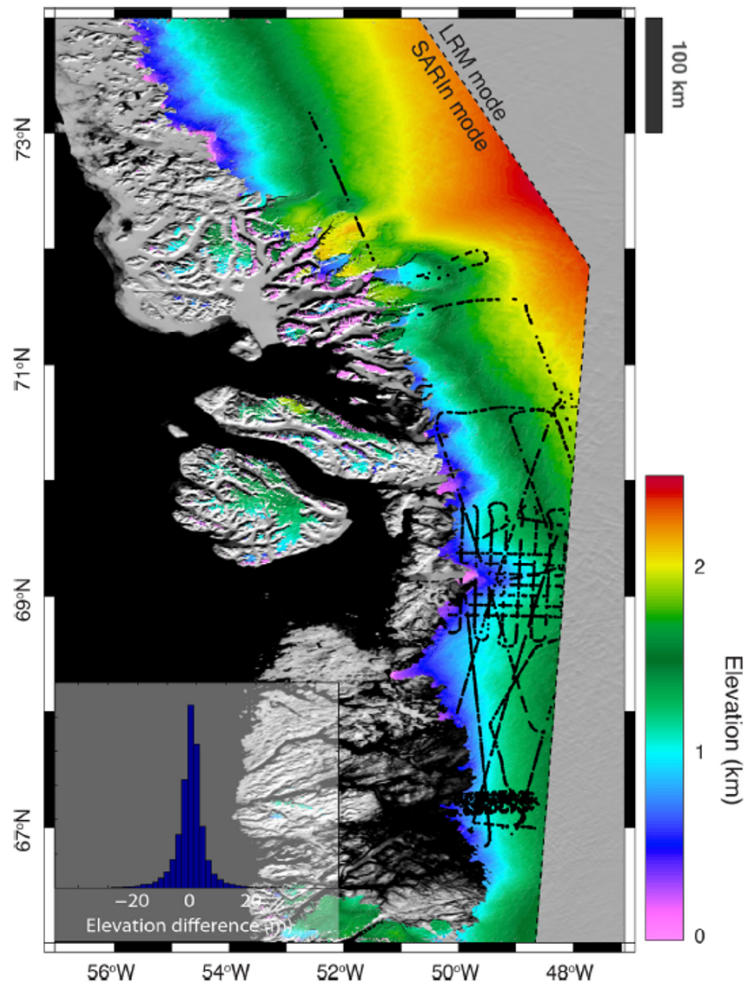 LRM mode
SARIn mode
100 km
73°N
71°N
69°N
67°N
2
1
0
Elevation (km)
−20 0 20
Elevation difference (m)
56°W 54°W 52°W 50°W 48°W